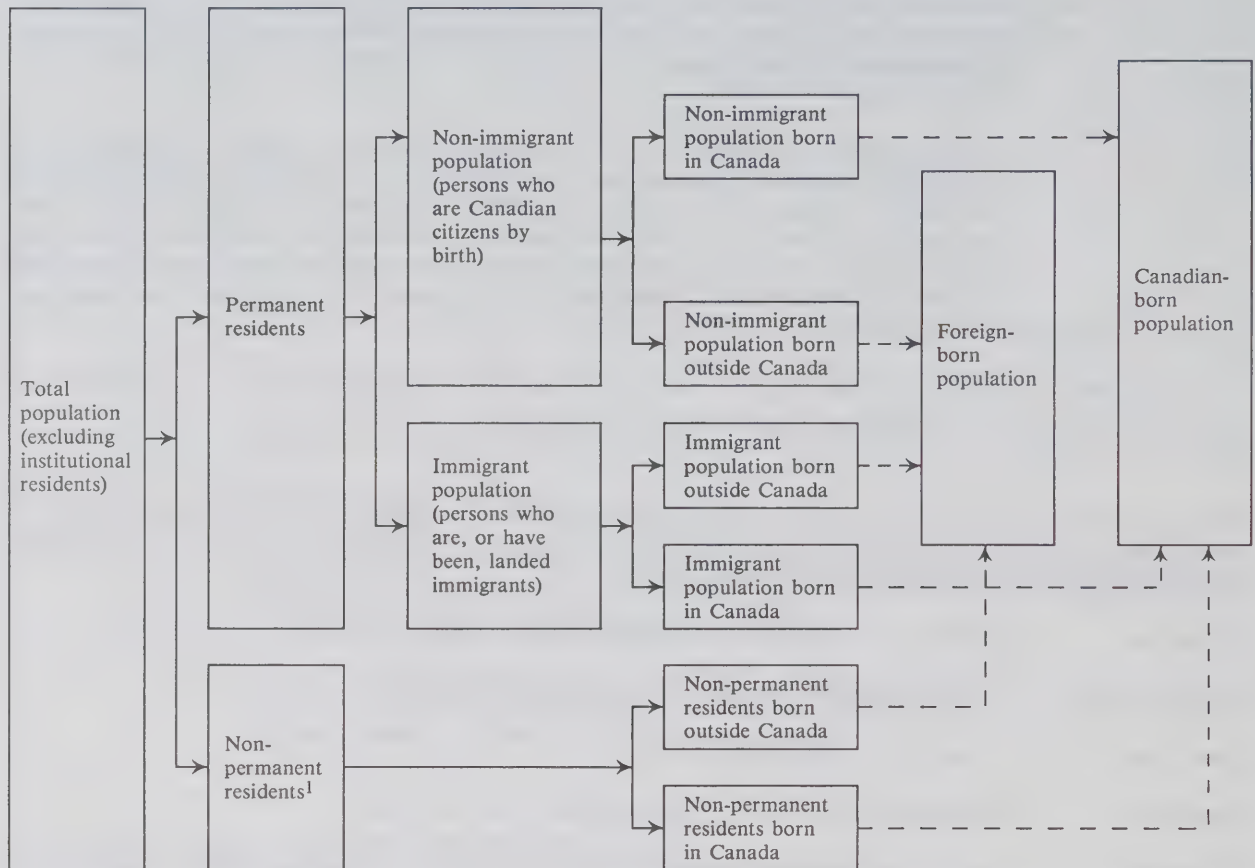 Total
population
(excluding
institutional
residents)
Permanent
residents
Non-
permanent
residents1
Non-immigrant
population
(persons who
are Canadian
citizens by
birth)
Immigrant
population
(persons who
are, or have
been, landed
immigrants)
Non-immigrant
population born
in Canada
Non-immigrant
population born
outside Canada
Immigrant
population born
outside Canada
Immigrant
population born
in Canada
Non-permanent
residents born
outside Canada
Non-permanent
residents born
in Canada
Foreign-
born
population
Canadian-
born
population